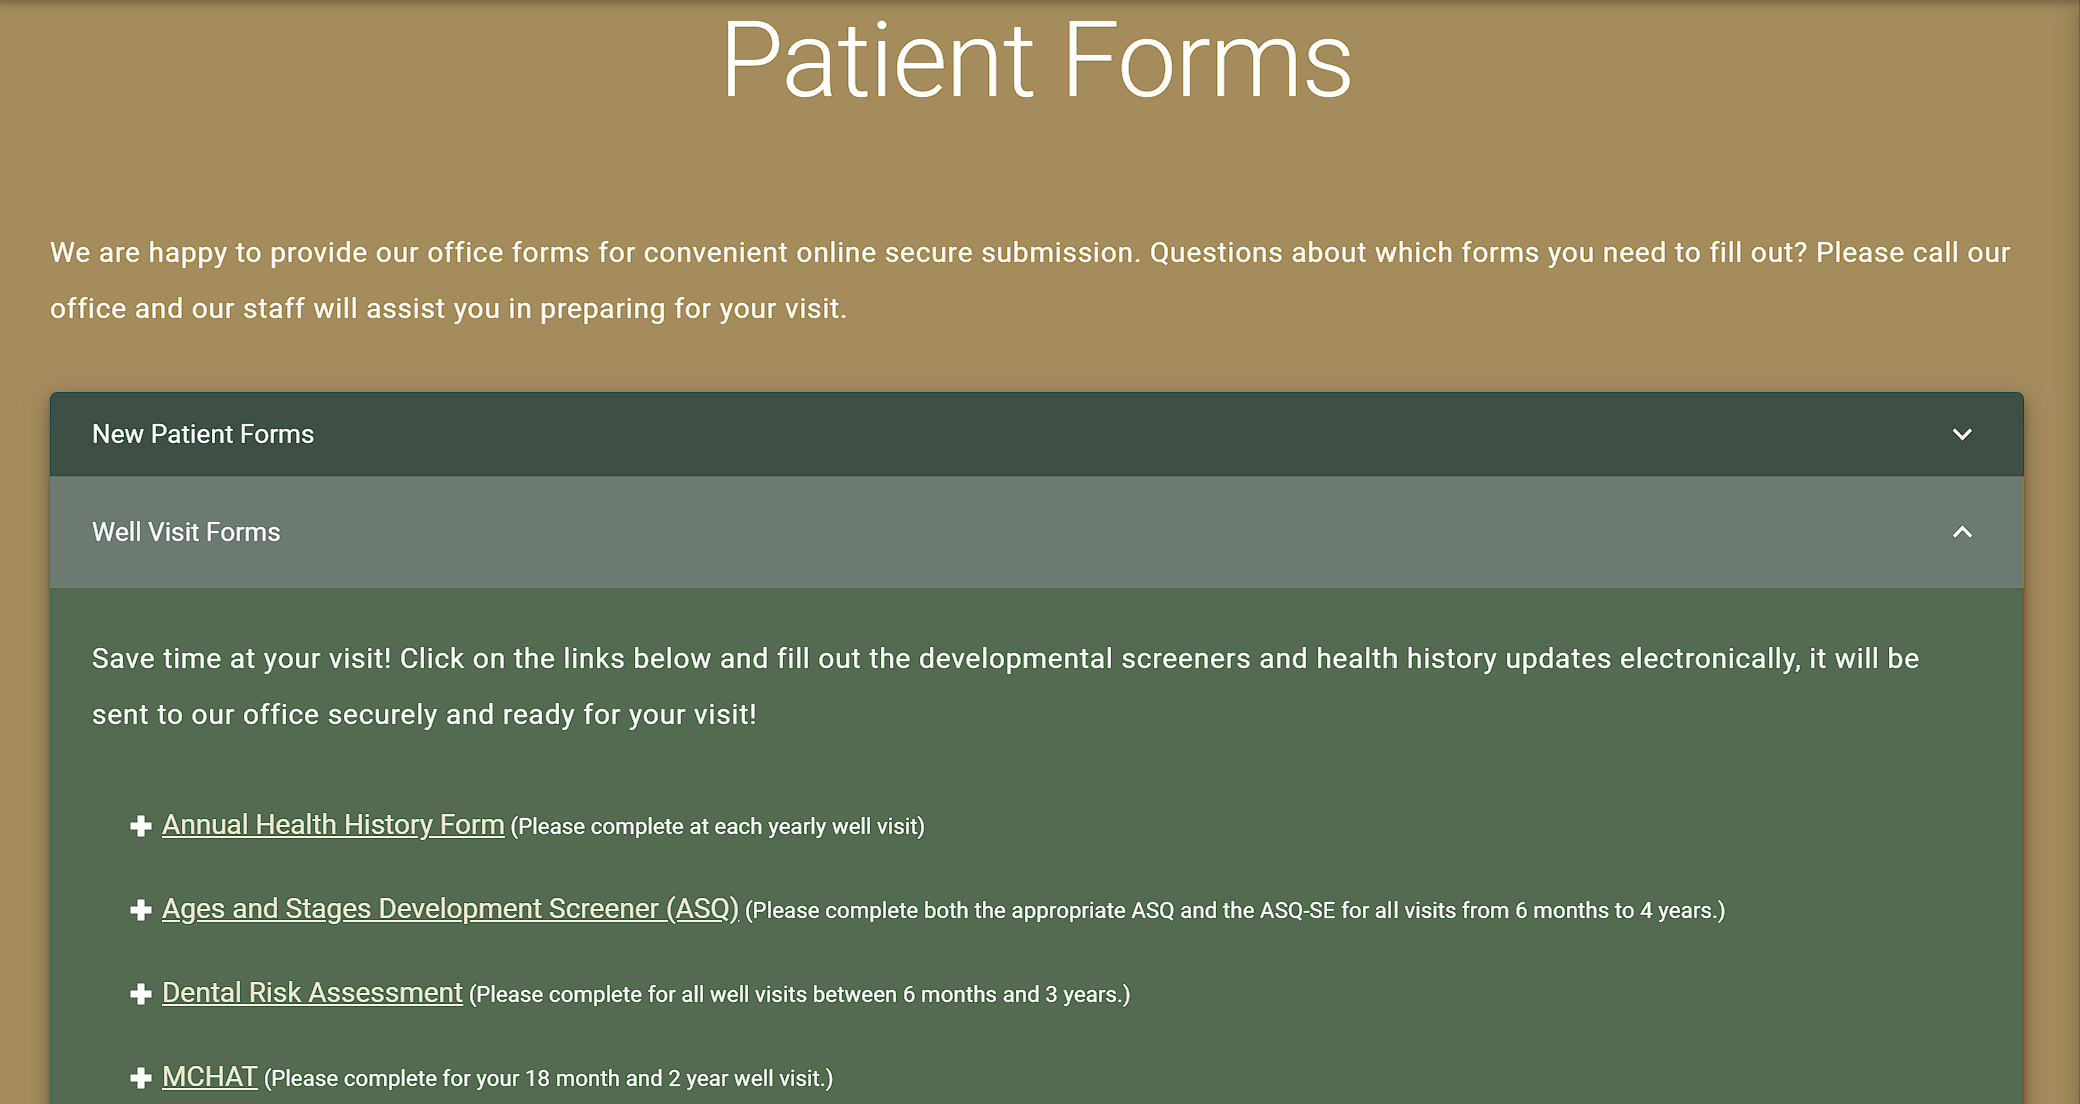 Patient Forms
We are happy to provide our office forms for convenient online secure submission. Questions about which forms you need to fill out? Please call our
office and our staff will assist you in preparing for your visit.
New Patient Forms
Well Visit Forms
Save time at your visit! Click on the links below and fill out the developmental screeners and health history updates electronically, it will be
sent to our office securely and ready for your visit!
Annual Health History Form (Please complete at each yearly well visit)
Ages and Stages Development Screener (ASQ) (Please complete both the appropriate ASQ and the ASQ-SE for all visits from 6 months to 4 years.)
Dental Risk Assessment (Please complete for all well visits between 6 months and 3 years.)
MCHAT (Please complete for your 18 month and 2 year well visit.)